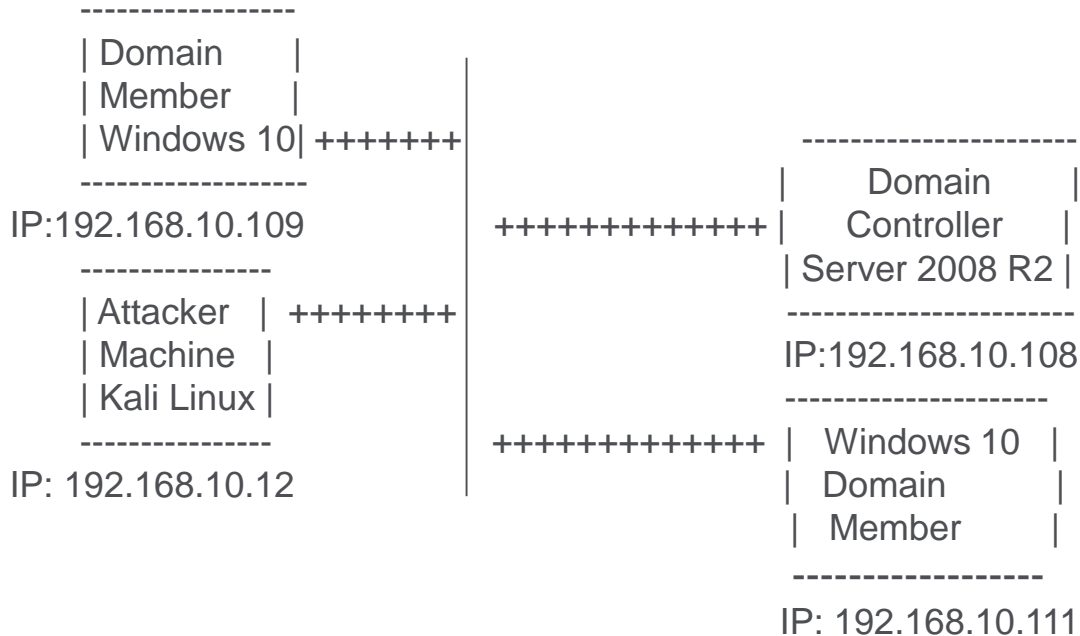 ------------------
| Domain |
| Member |
| Windows 10| +++++++
-------------------
IP:192.168.10.109
----------------
| Attacker | ++++++++
| Machine |
| Kali Linux |
----------------
IP: 192.168.10.12
-----------------------
| Domain |
+++++++++++++ | Controller |
| Server 2008 R2 |
------------------------
IP:192.168.10.108
----------------------
+++++++++++++ | Windows 10 |
| Domain |
| Member |
-------------------
IP: 192.168.10.111